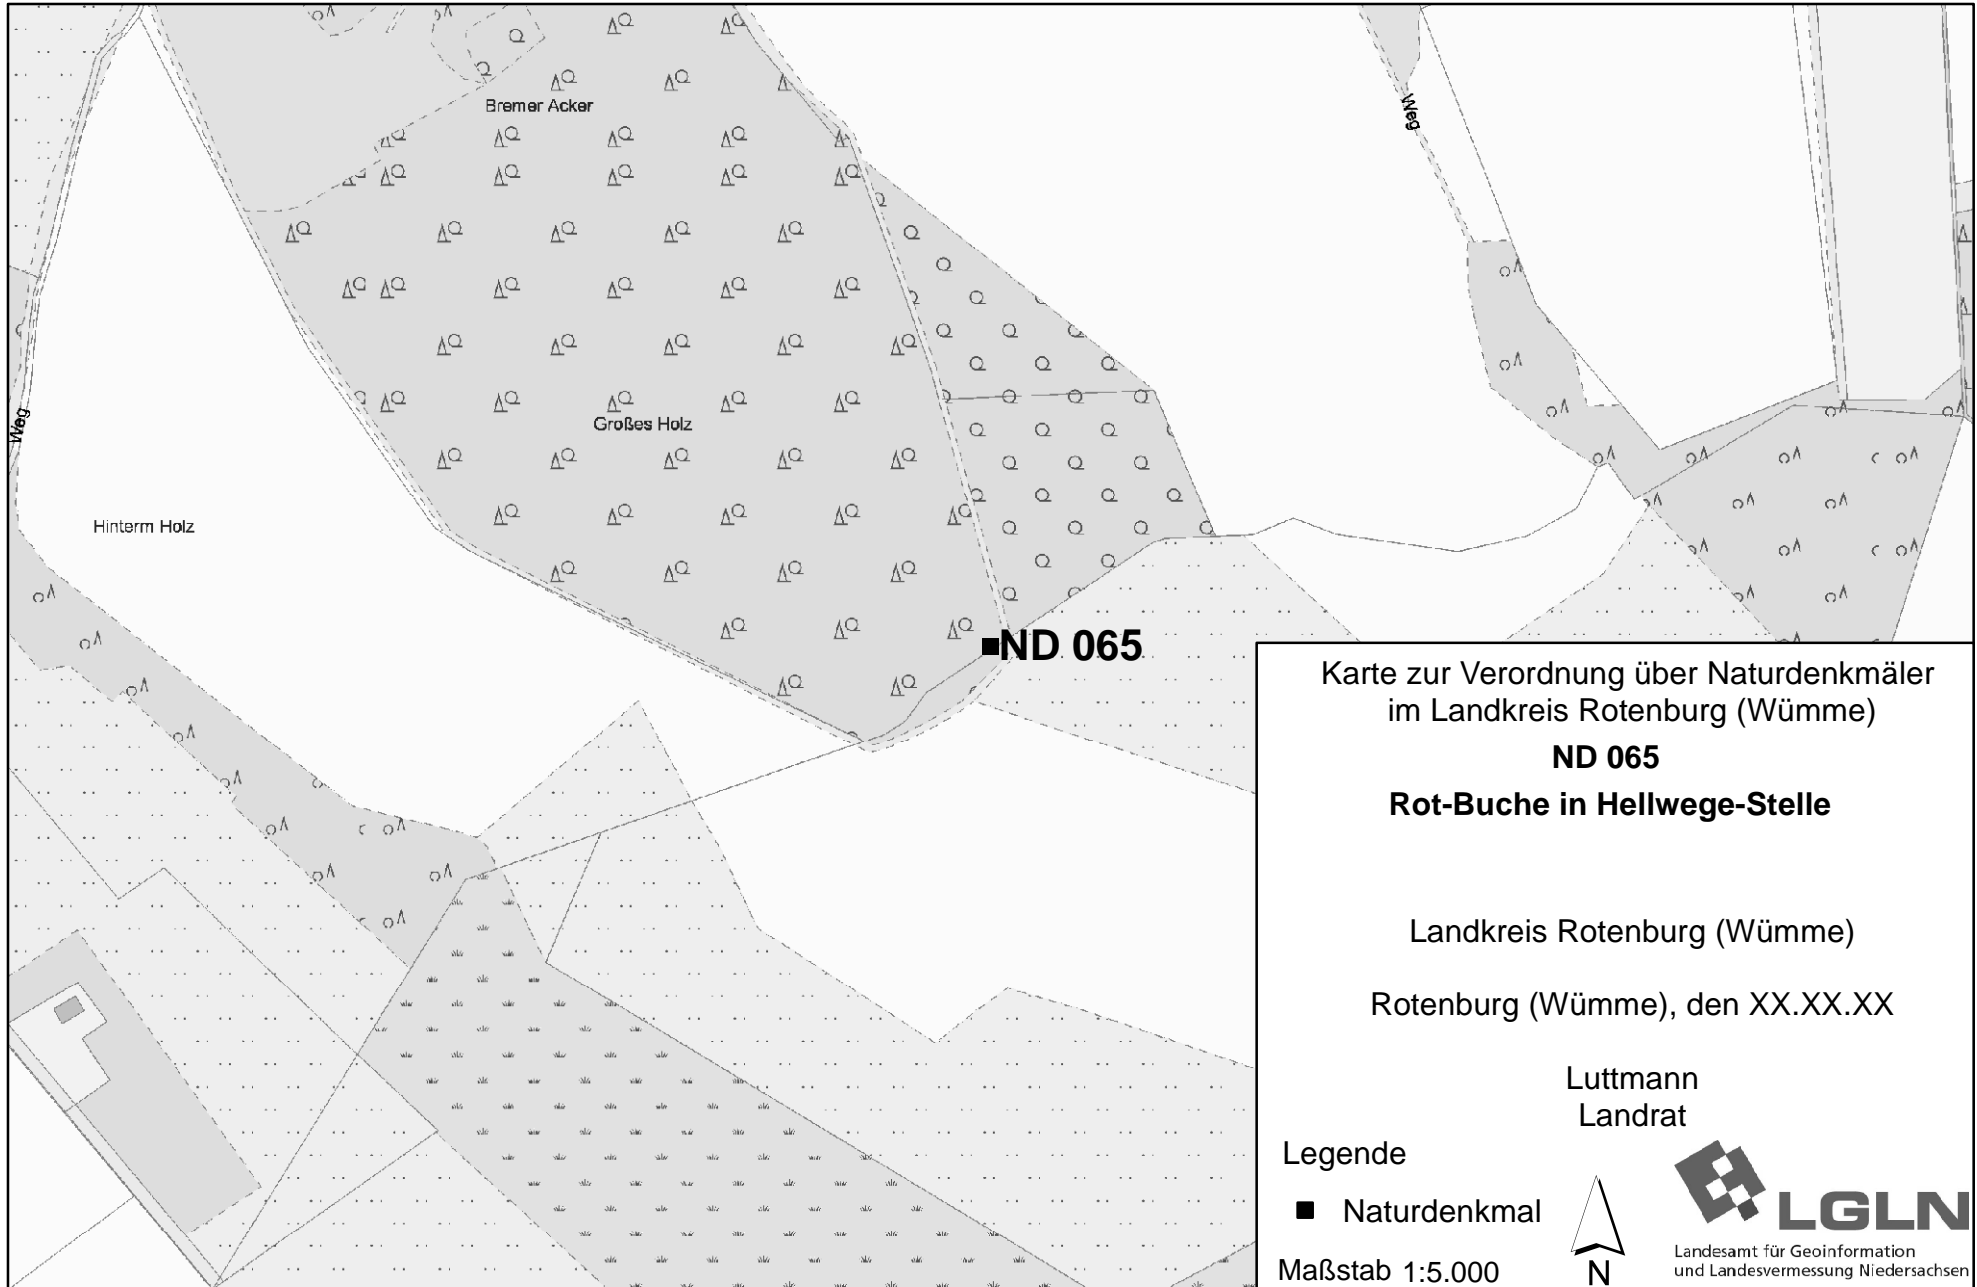 Bremer Acker
Weg
Großes Holz
Weg
Hinterm Holz
ND 065
Karte zur Verordnung über Naturdenkmäler
im Landkreis Rotenburg (Wümme)
ND 065
Rot-Buche in Hellwege-Stelle
Landkreis Rotenburg (Wümme)
Rotenburg (Wümme), den XX.XX.XX
Luttmann
Landrat
Legende
Naturdenkmal
Maßstab 1:5.000
N
LGLN
Landesamt für Geoinformation
und Landesvermessung Niedersachsen